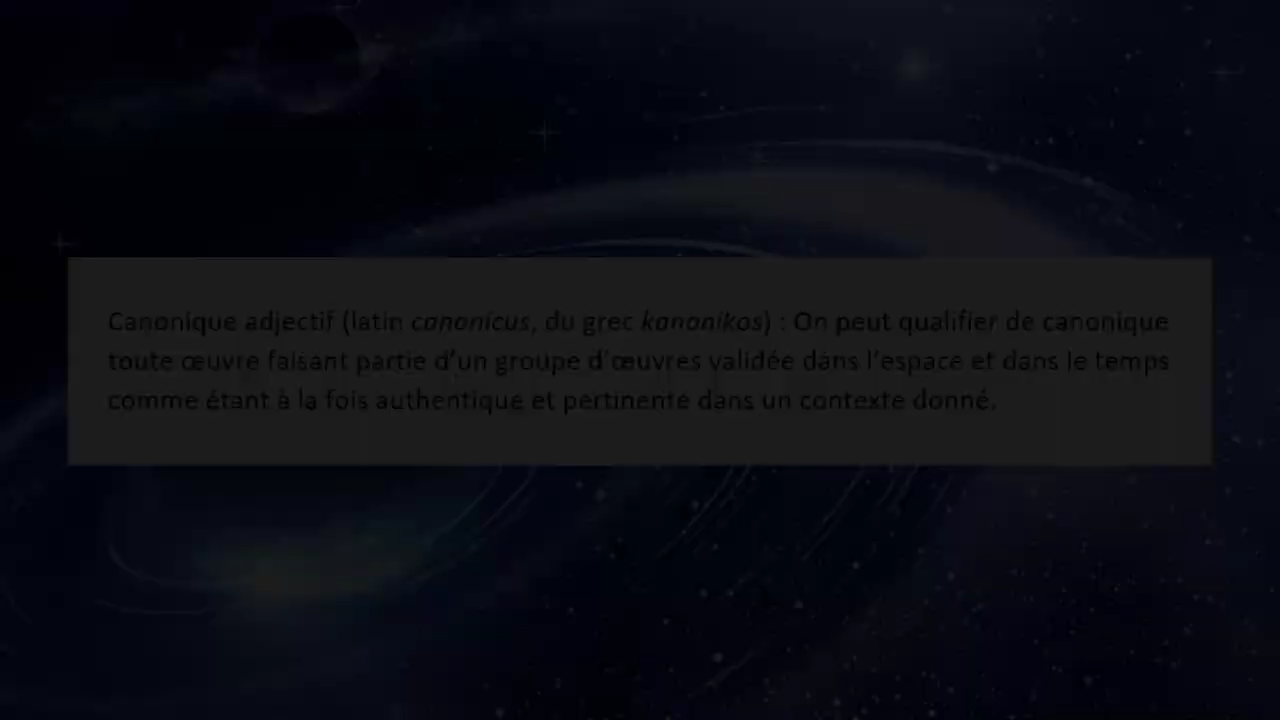 Canonique adjectif (latin canonicus, du grec kanonikos) : On peut qualifier de canonique
toute œuvre faisant partie d’un groupe d’œuvres validée dans l’espace et dans le temps
comme étant à la fois authentique et pertinente dans un contexte donné.